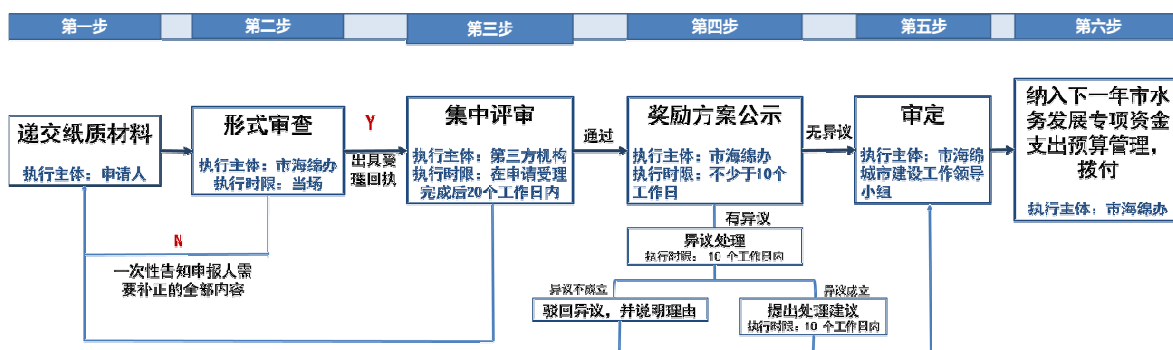 第一步
第二步
第三步
第四步
第五步
第六步
递交纸质材料
执行主体：申请人
形式审查
执行主体：市海绵办
执行时限：当场
Y
出具受
理回执
集中评审
执行主体：第三方机构
执行时限：在申请受理
完成后20个工作日内
通过
奖励方案公示
执行主体：市海绵办
执行时限：不少于10个
工作日
无异议
审定
执行主体：市海绵
城市建设工作领导
小组
纳入下一年市水
务发展专项资金
支出预算管理，
拨付
执行主体：市海绵办
N
一次性告知申报人需
要补正的全部内容
有异议
异议处理
执行时限： 10 个工作日内
异议不成立
驳回异议，并说明理由
异议成立
提出处理建议
执行时限：10 个工作日内